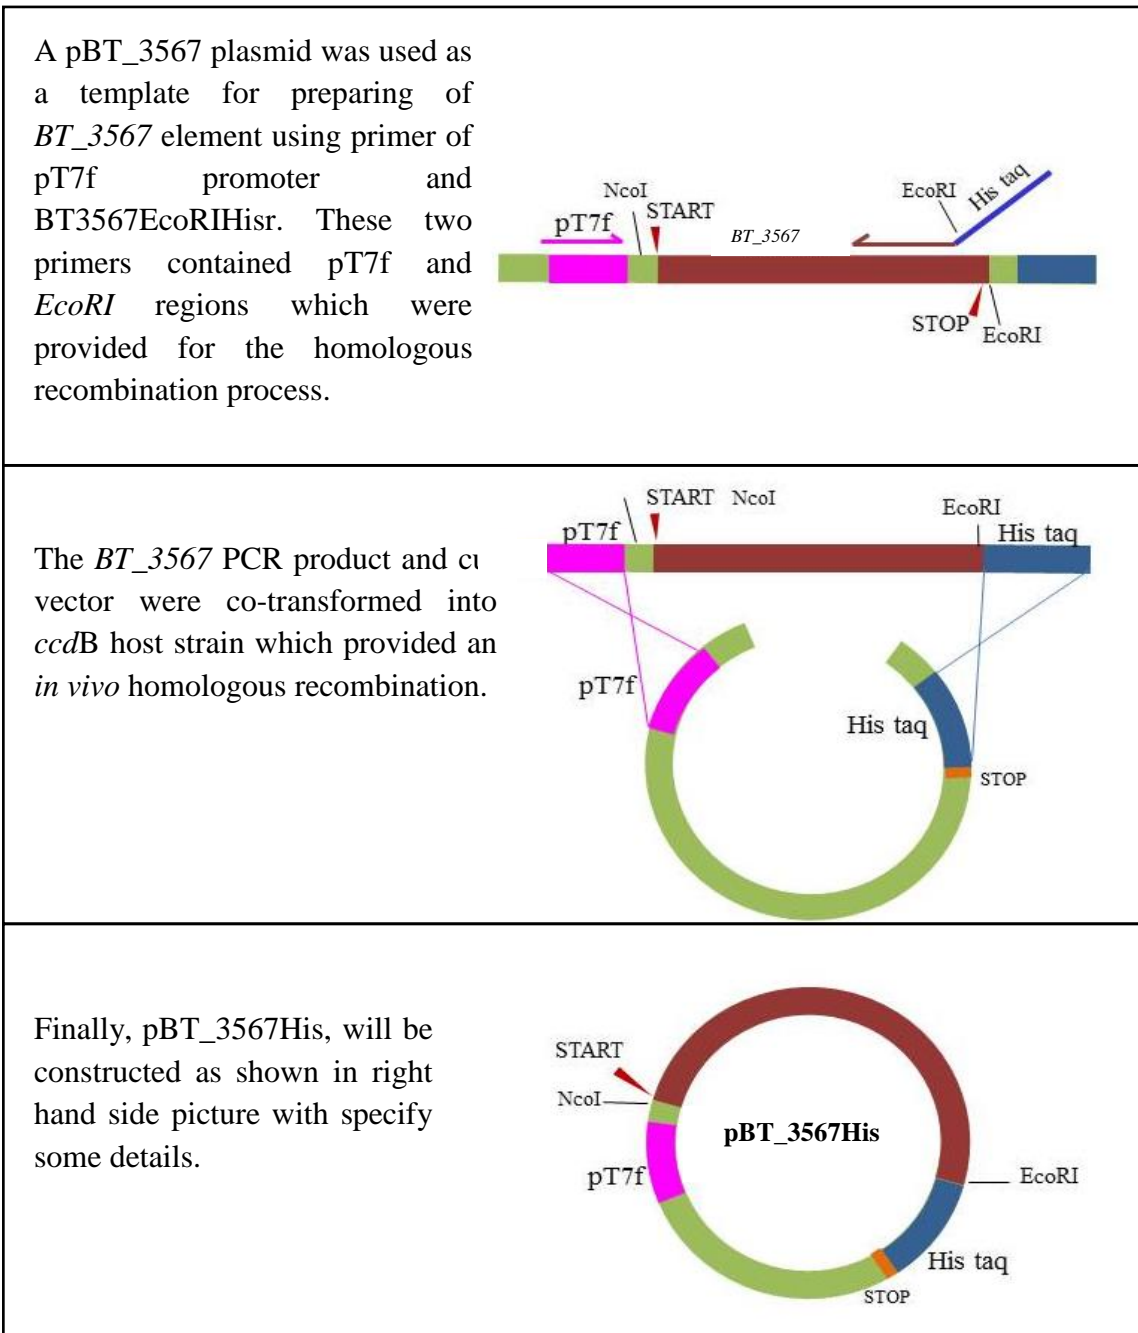 A pBT_3567 plasmid was used as
a template for preparing of
BT_3567 element using primer of
pT7f promoter and
BT3567EcoRIHisr. These two
primers contained pT7f and
EcoRI regions which were
provided for the homologous
recombination process.
pT7f
NcoI
START
BT_3567
EcoRI
His taq
STOP
EcoRI
The BT_3567 PCR product and cu
vector were co-transformed into
ccdB host strain which provided an
in vivo homologous recombination.
START NcoI
pT7f
EcoRI
His taq
pT7f
His taq
STOP
Finally, pBT_3567His, will be
constructed as shown in right
hand side picture with specify
some details.
START
NcoI
pT7f
pBT_3567His
EcoRI
His taq
STOP